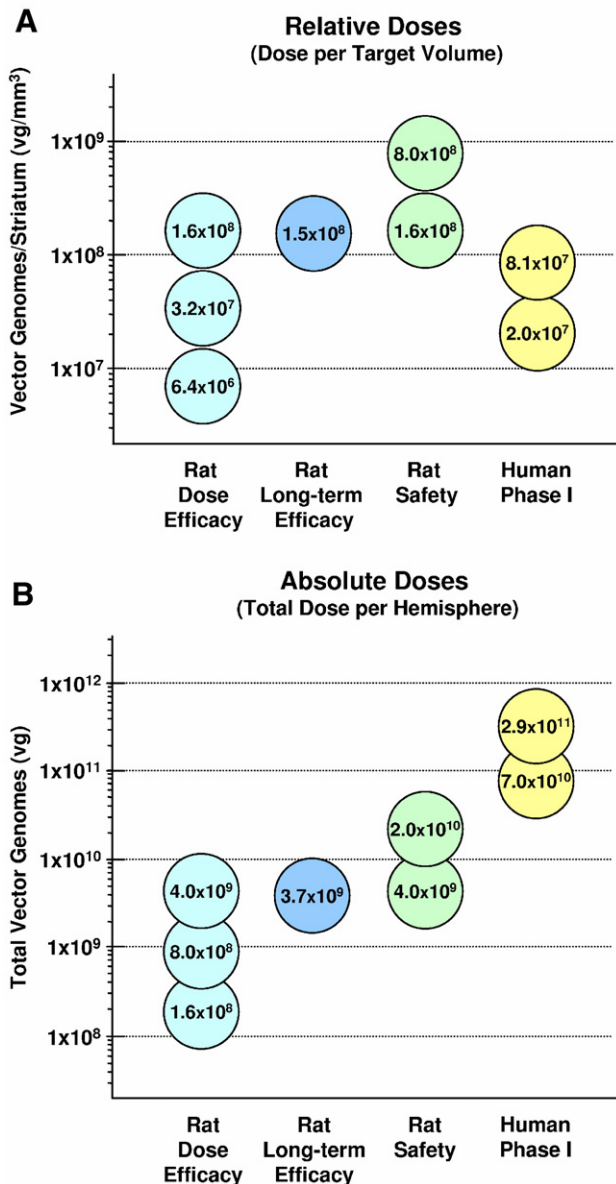 A
Relative Doses
(Dose per Target Volume)
Vector Genomes/Striatum (vg/mm³)
1x10⁹
1x10⁸
1x10⁷
1.6x10⁸
3.2x10⁷
6.4x10⁶
1.5x10⁸
8.0x10⁸
1.6x10⁸
8.1x10⁷
2.0x10⁷
Rat
Dose
Efficacy
Rat
Long-term
Efficacy
Rat
Safety
Human
Phase I
B
Absolute Doses
(Total Dose per Hemisphere)
Total Vector Genomes (vg)
1x10¹²
1x10¹¹
1x10¹⁰
1x10⁹
1x10⁸
4.0x10⁹
8.0x10⁸
1.6x10⁸
3.7x10⁹
2.0x10¹⁰
4.0x10⁹
2.9x10¹¹
7.0x10¹⁰
Rat
Dose
Efficacy
Rat
Long-term
Efficacy
Rat
Safety
Human
Phase I